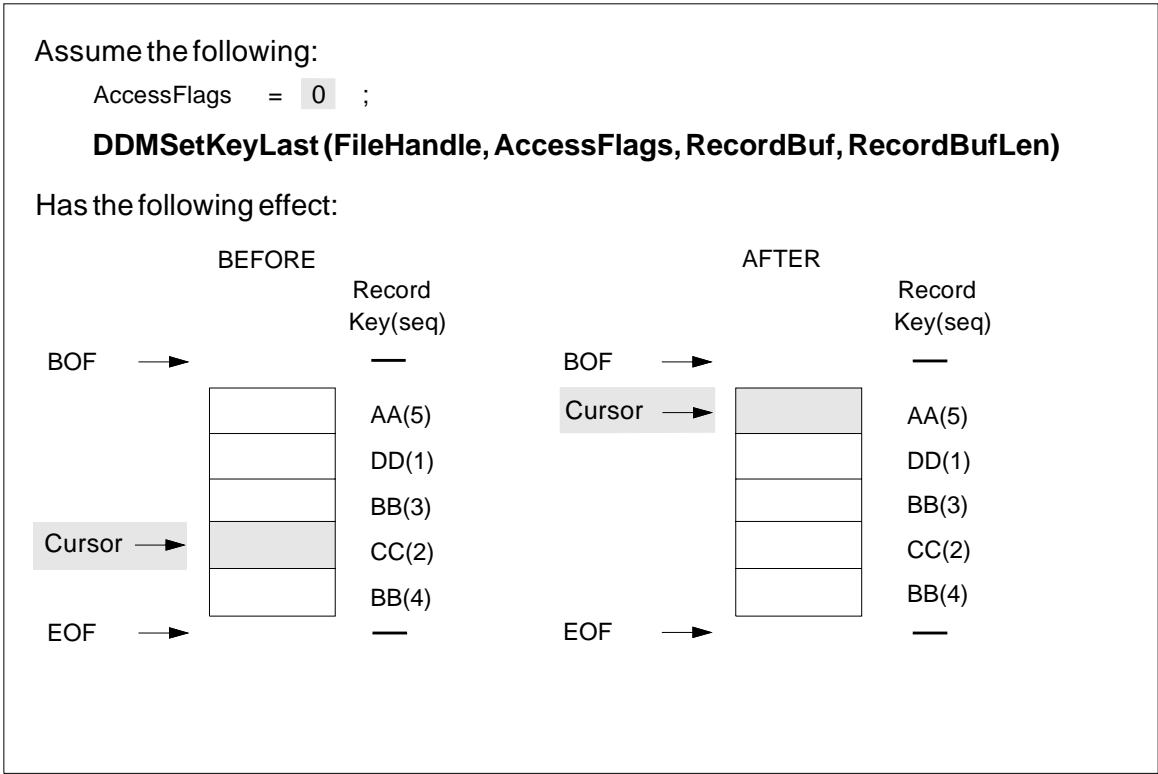 Assume the following:
AccessFlags = 0 ;
DDMSetKeyLast (FileHandle, AccessFlags, RecordBuf, RecordBufLen)
Has the following effect:
BEFORE AFTER
Record Record
Key(seq) Key(seq)
BOF — BOF —
AA(5) Cursor AA(5)
DD(1) DD(1)
BB(3) BB(3)
Cursor CC(2) CC(2)
BB(4) BB(4)
EOF — EOF —